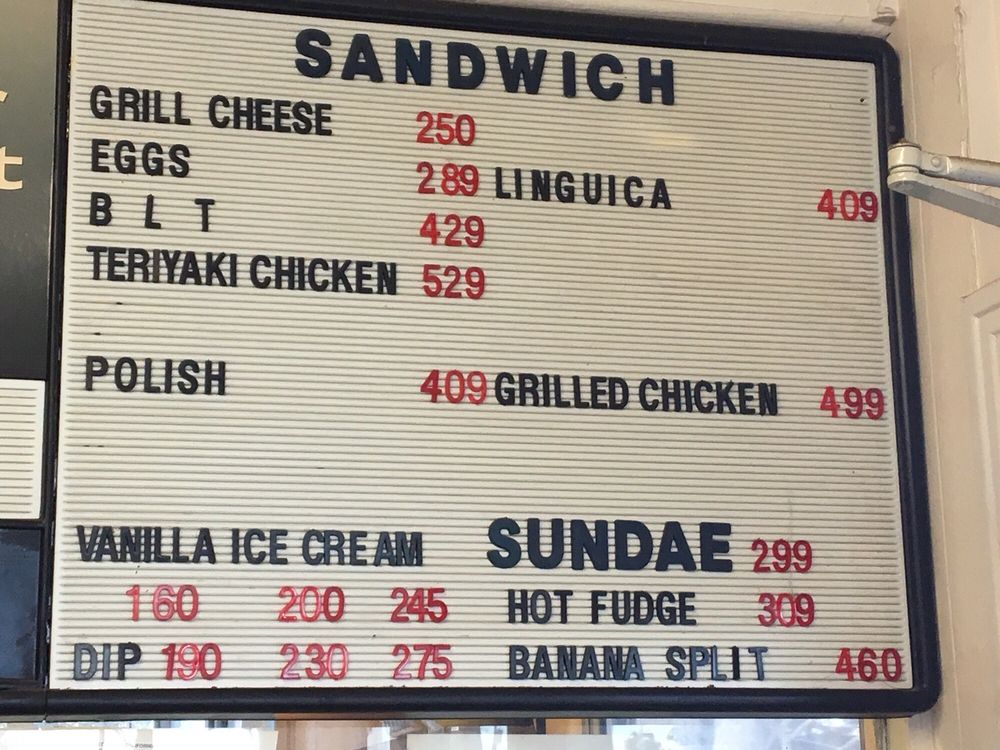 SANDWICH
GRILL CHEESE 250
EGGS 289 LINGUICA 409
B L T 429
TERIYAKI CHICKEN 529
POLISH 409 GRILLED CHICKEN 499
VANILLA ICE CREAM SUNDAE 299
160 200 245 HOT FUDGE 309
DIP 190 230 275 BANANA SPLIT 460